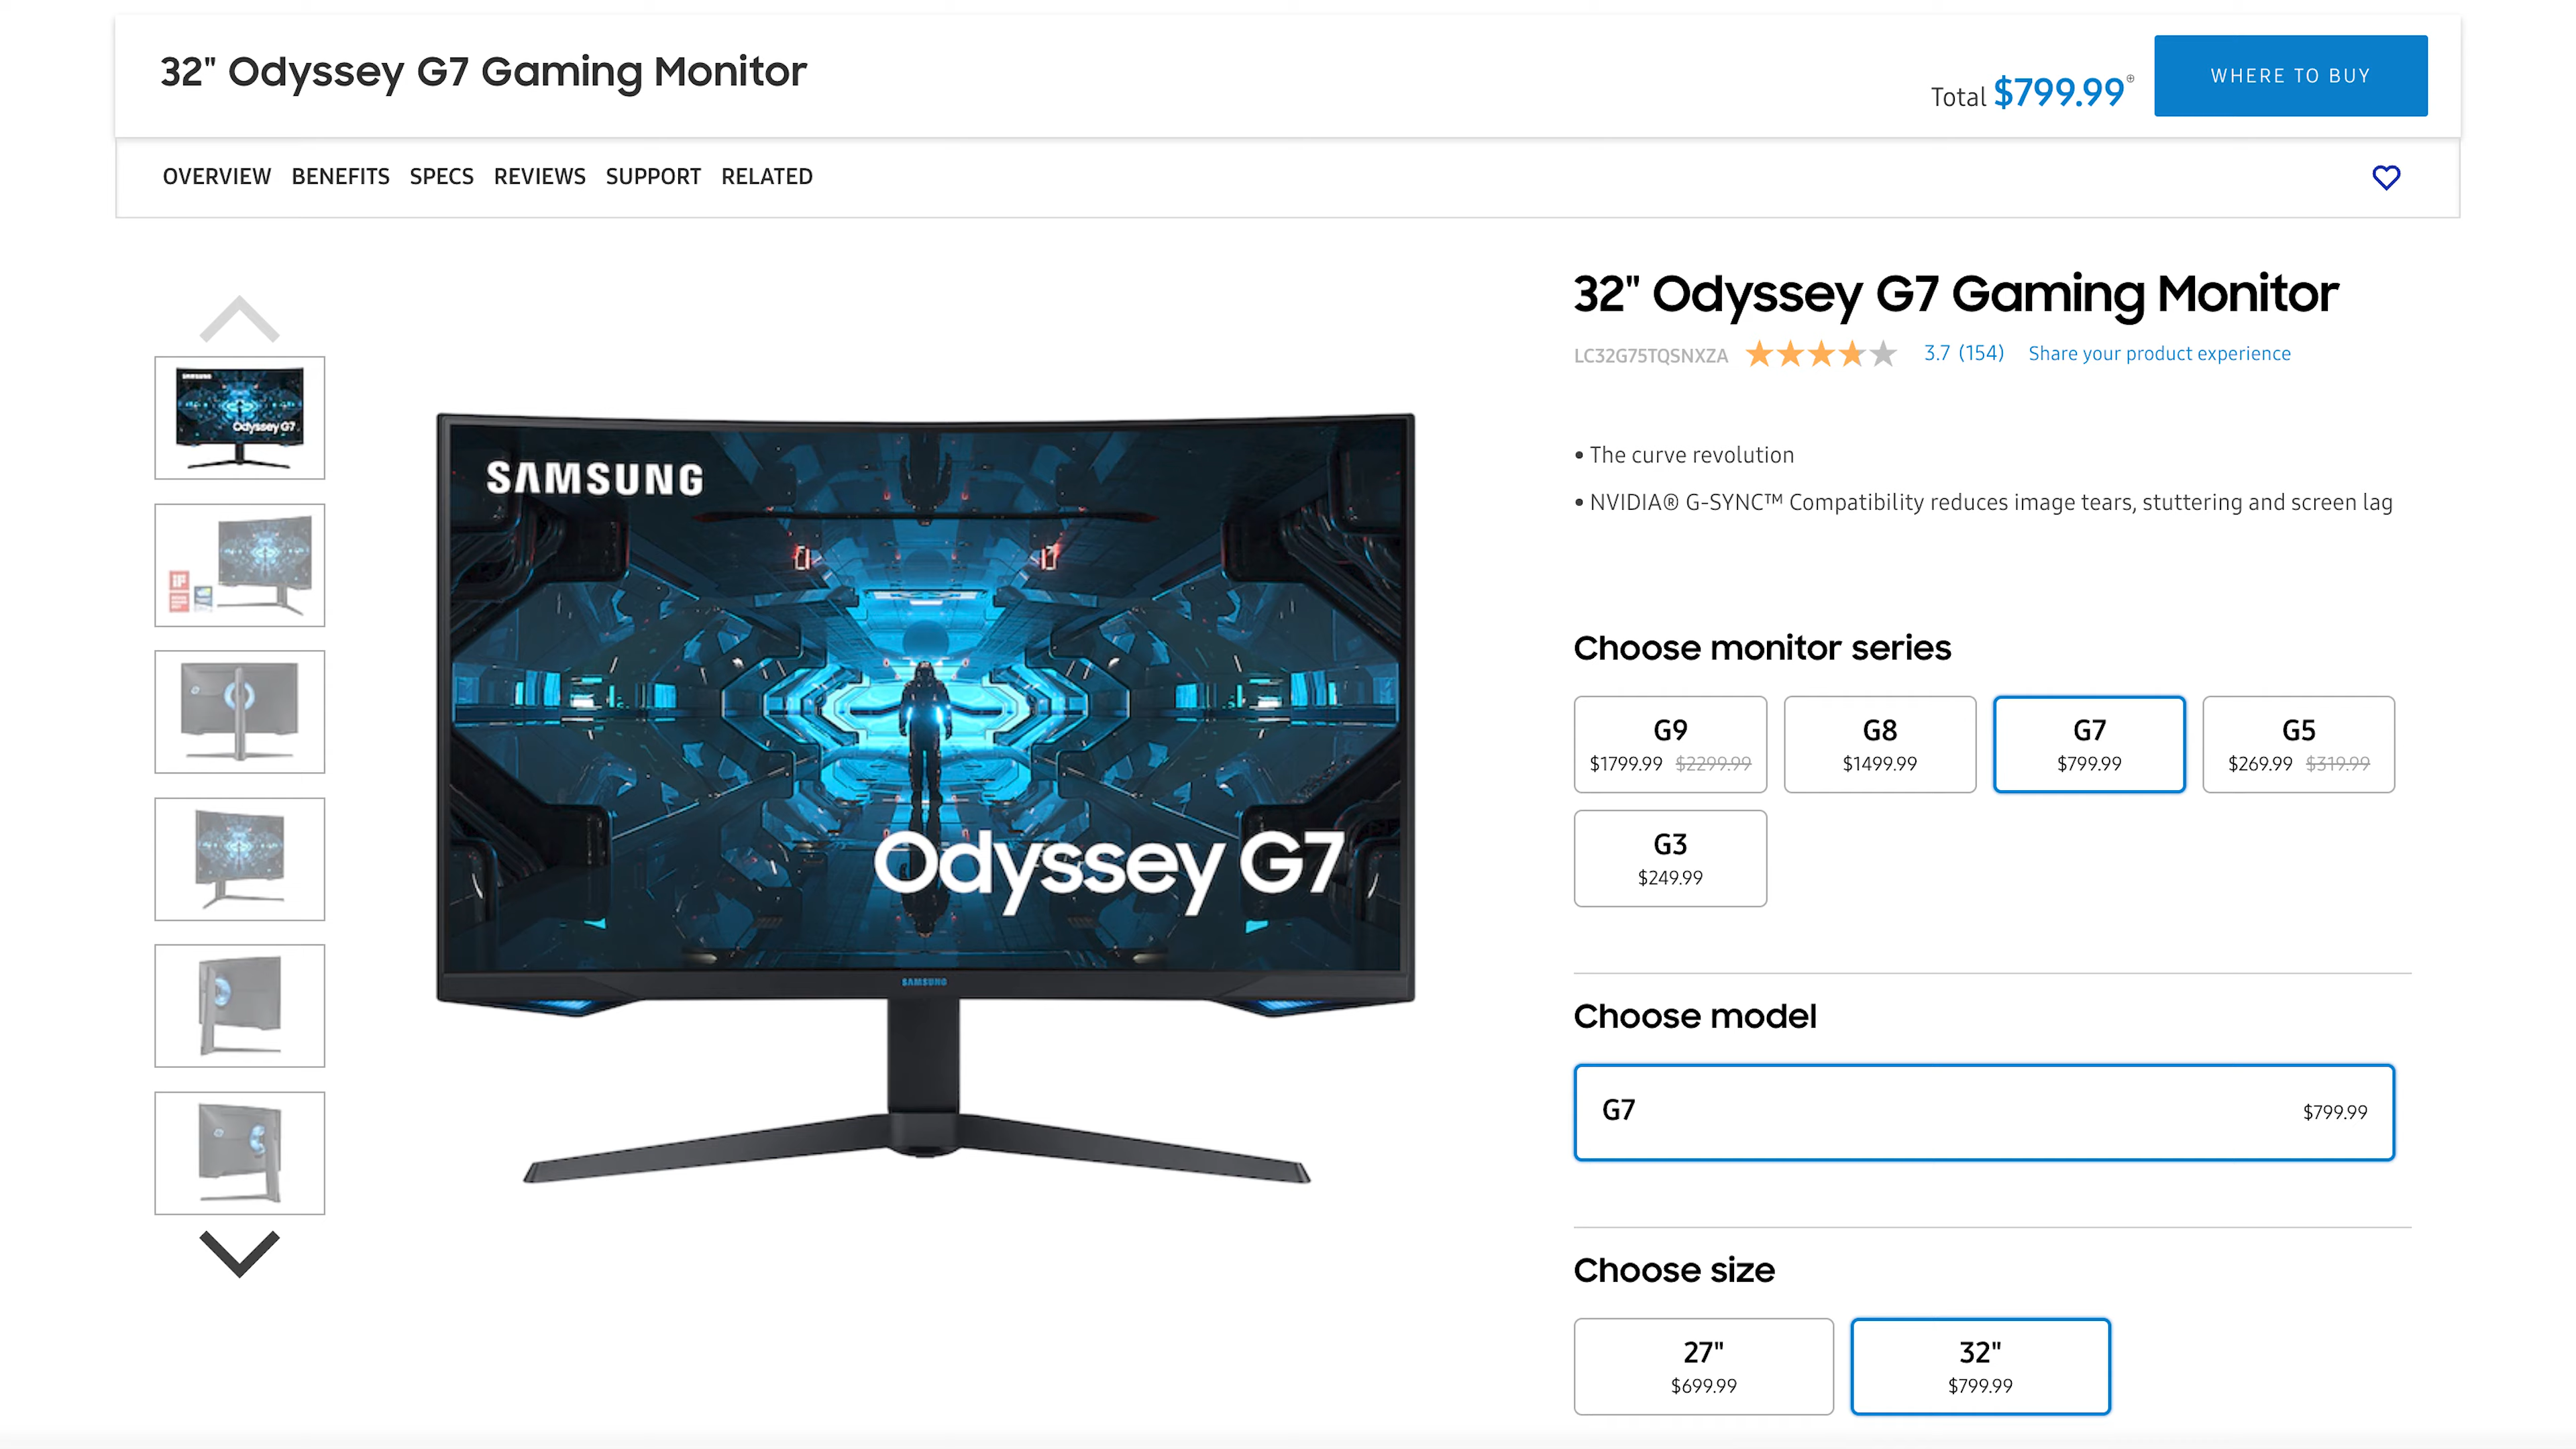 32" Odyssey G7 Gaming Monitor
Total $799.99⊕
WHERE TO BUY
OVERVIEW BENEFITS SPECS REVIEWS SUPPORT RELATED
SAMSUNG
Odyssey G7
SAMSUNG
Odyssey G7
SAMSUNG
iF
32" Odyssey G7 Gaming Monitor
LC32G75TQSNXZA 3.7 (154) Share your product experience
• The curve revolution
• NVIDIA® G-SYNC™ Compatibility reduces image tears, stuttering and screen lag
Choose monitor series
G9
$1799.99 $2299.99
G8
$1499.99
G7
$799.99
G5
$269.99 $319.99
G3
$249.99
Choose model
G7 $799.99
Choose size
27"
$699.99
32"
$799.99